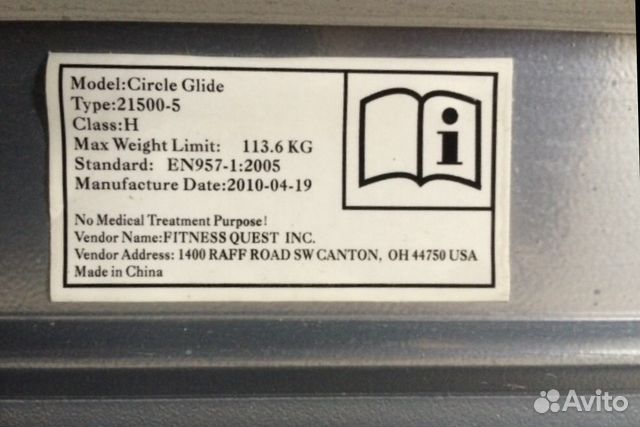 Model:Circle Glide
Type:21500-5
Class:H
Max Weight Limit: 113.6 KG
Standard: EN957-1:2005
Manufacture Date:2010-04-19
No Medical Treatment Purpose!
Vendor Name:FITNESS QUEST INC.
Vendor Address: 1400 RAFF ROAD SW CANTON, OH 44750 USA
Made in China
i
Avito